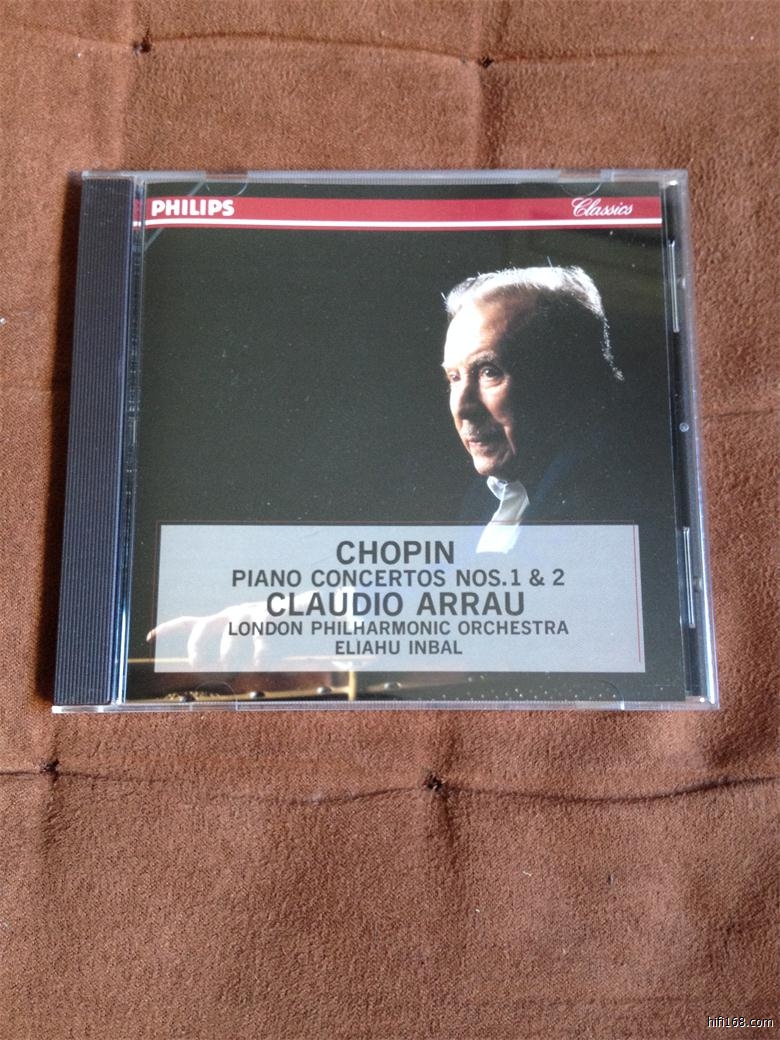 PHILIPS Classics
CHOPIN
PIANO CONCERTOS NOS.1 & 2
CLAUDIO ARRAU
LONDON PHILHARMONIC ORCHESTRA
ELIAHU INBAL
hifi168.com